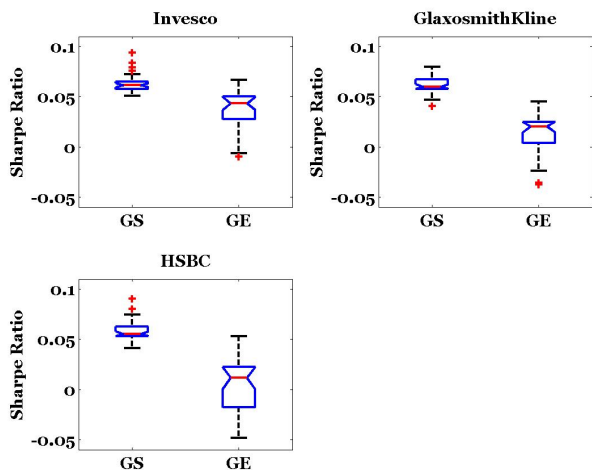 Invesco
0.1
0.05
0
-0.05
Sharpe Ratio
GS GE
GlaxosmithKline
0.1
0.05
0
-0.05
Sharpe Ratio
GS GE
HSBC
0.1
0.05
0
-0.05
Sharpe Ratio
GS GE